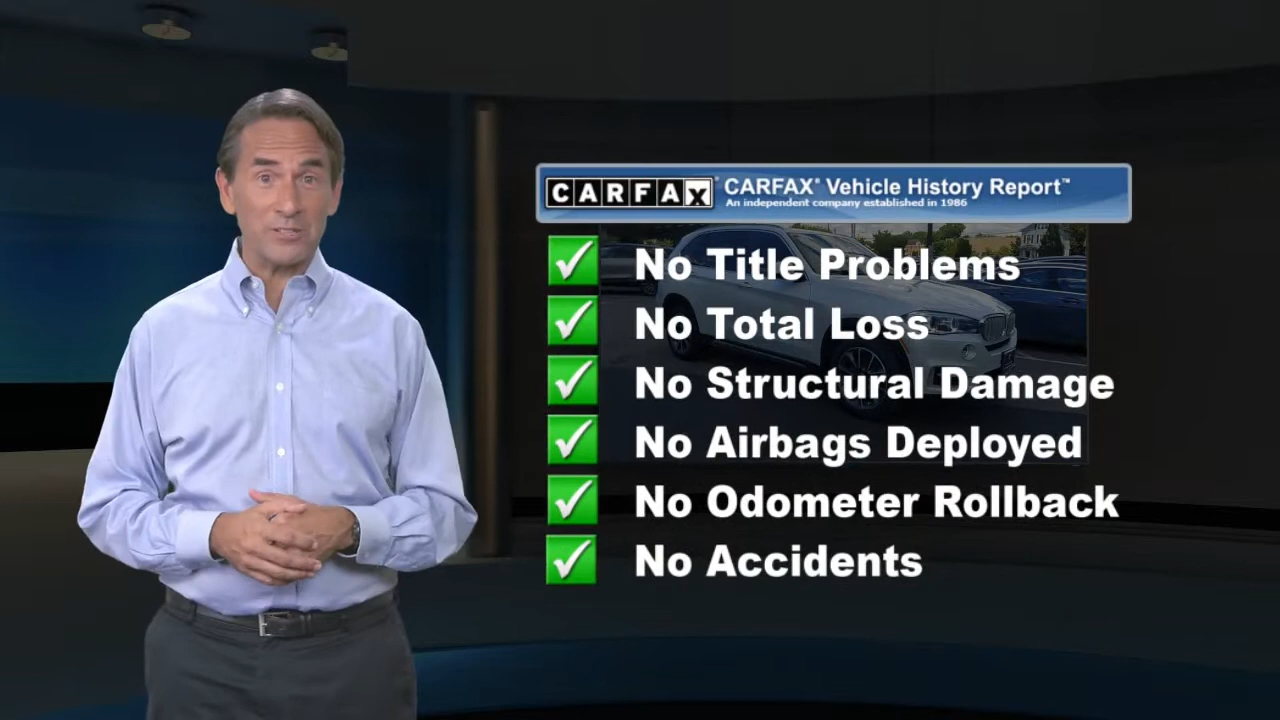 CARFAX® CARFAX® Vehicle History Report™
An independent company established in 1986
No Title Problems
No Total Loss
No Structural Damage
No Airbags Deployed
No Odometer Rollback
No Accidents